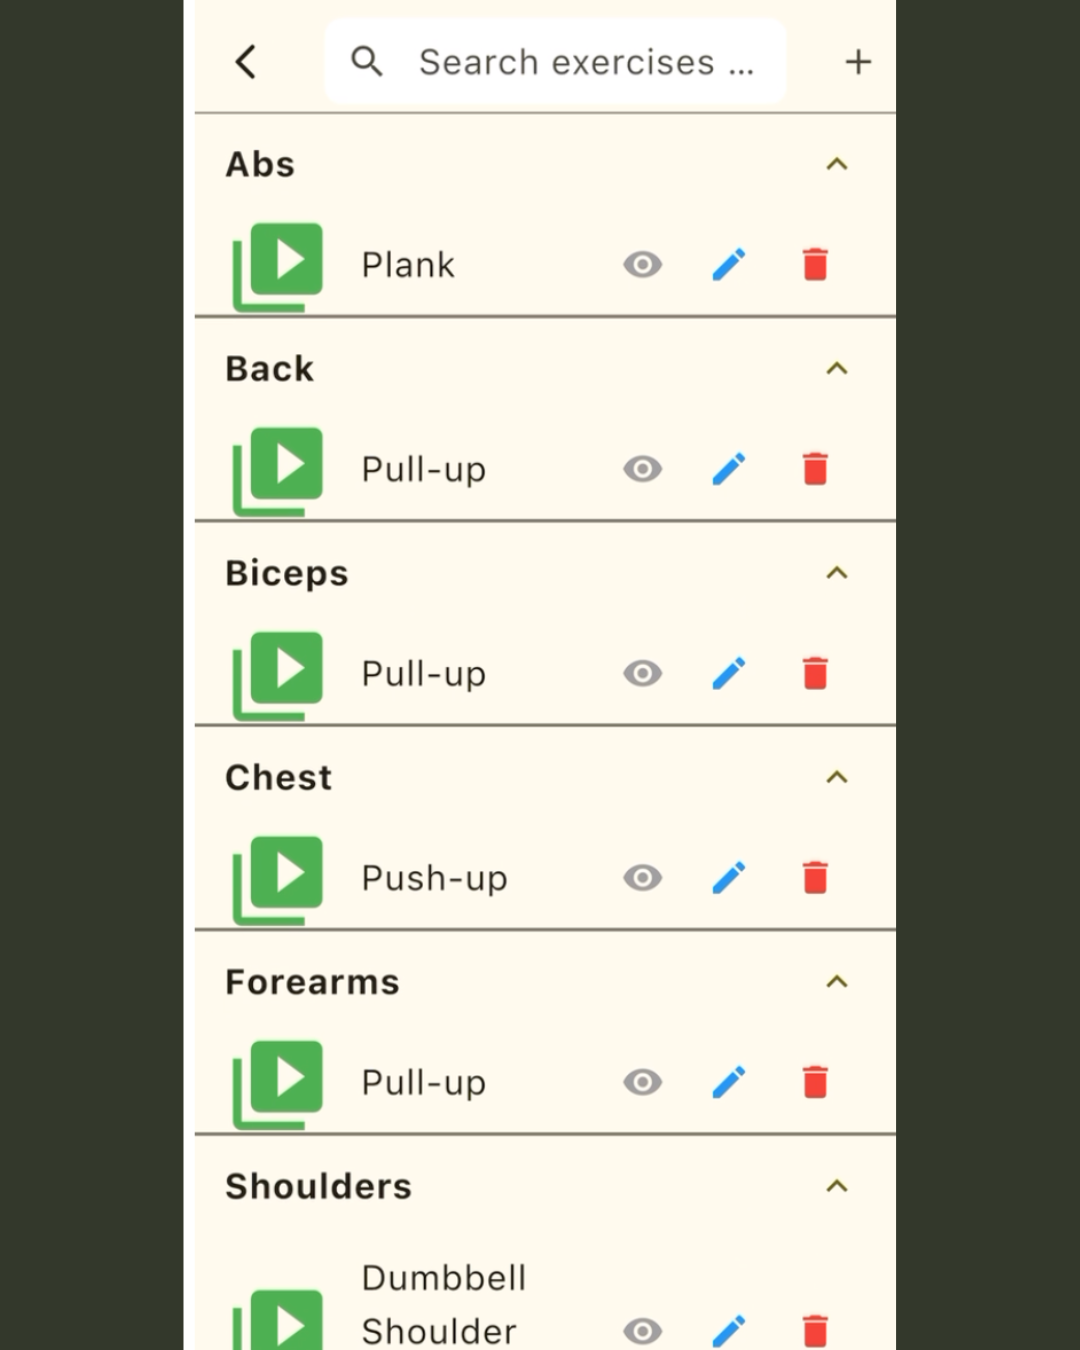 Search exercises ...
Abs
Plank
Back
Pull-up
Biceps
Pull-up
Chest
Push-up
Forearms
Pull-up
Shoulders
Dumbbell
Shoulder